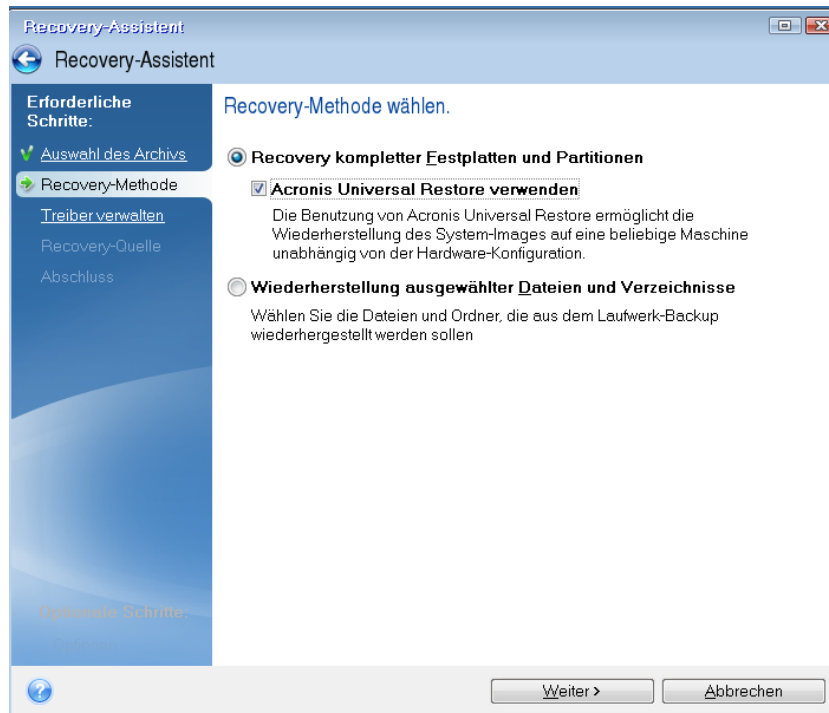 Recovery-Assistent
Recovery-Assistent
Erforderliche
Schritte:
Auswahl des Archivs
Recovery-Methode
Treiber verwalten
Recovery-Quelle
Abschluss
Optionale Schritte:
Optionen
Recovery-Methode wählen.
Recovery kompletter Festplatten und Partitionen
Acronis Universal Restore verwenden
Die Benutzung von Acronis Universal Restore ermöglicht die
Wiederherstellung des System-Images auf eine beliebige Maschine
unabhängig von der Hardware-Konfiguration.
Wiederherstellung ausgewählter Dateien und Verzeichnisse
Wählen Sie die Dateien und Ordner, die aus dem Laufwerk-Backup
wiederhergestellt werden sollen
Weiter >
Abbrechen